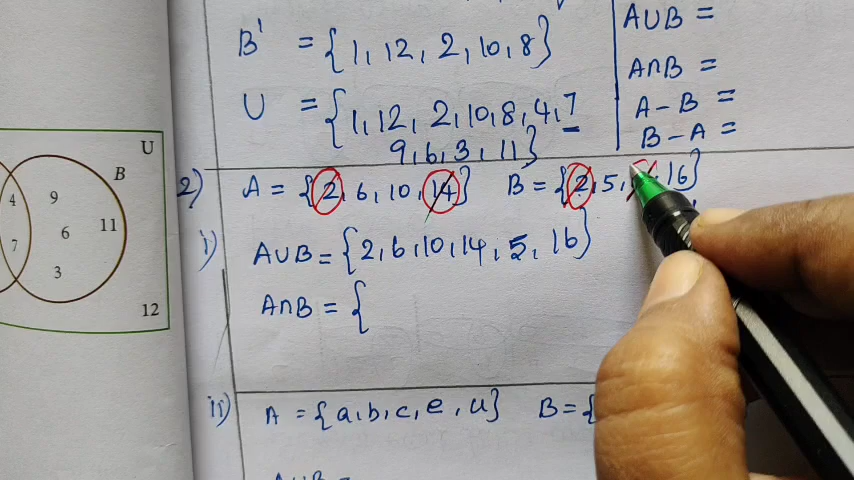 B' = {1, 12, 2, 10, 8}
U = {1, 12, 2, 10, 8, 4, 7
9, 6, 3, 11}
A∪B =
A∩B =
A - B =
B - A =
U
B
4
9
7
6
11
3
12
2) A = {2, 6, 10, 14} B = {2, 5, 16}
i) A∪B = {2, 6, 10, 14, 5, 16}
A∩B = {
ii) A = {a, b, c, e, u} B = {
A∪B =